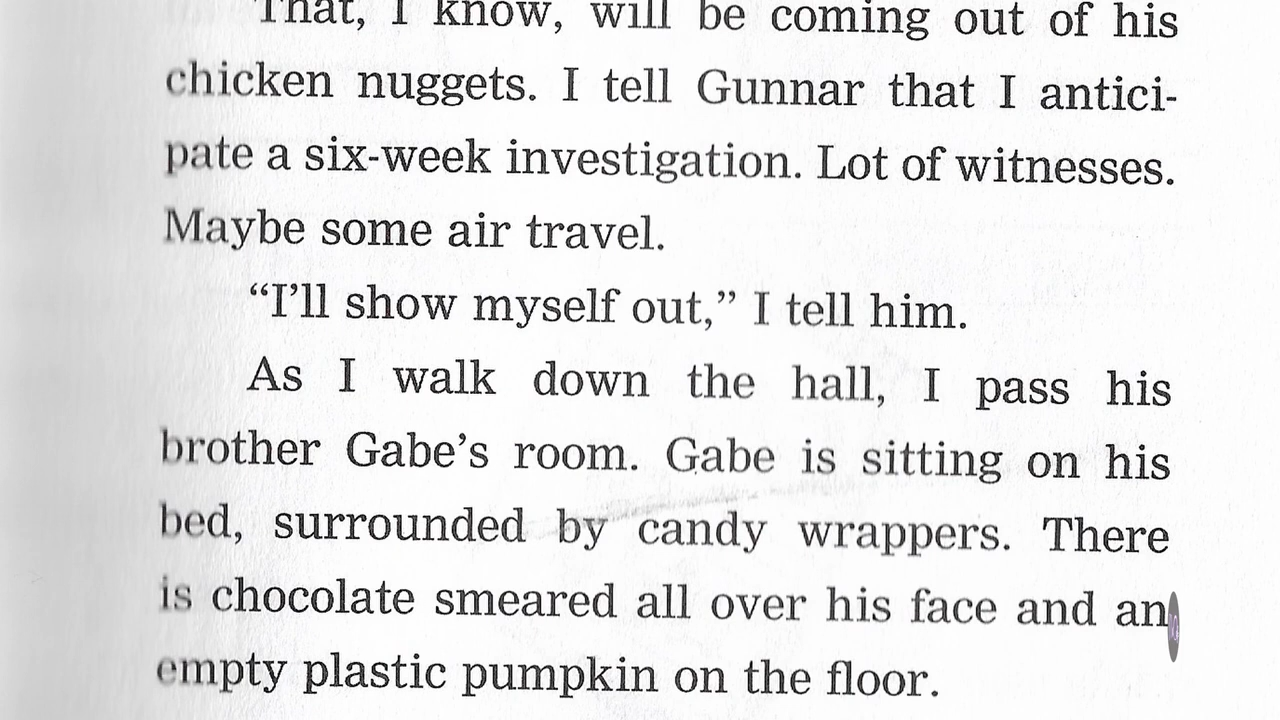 That, I know, will be coming out of his
chicken nuggets. I tell Gunnar that I antici-
pate a six-week investigation. Lot of witnesses.
Maybe some air travel.
“I’ll show myself out,” I tell him.
As I walk down the hall, I pass his
brother Gabe’s room. Gabe is sitting on his
bed, surrounded by candy wrappers. There
is chocolate smeared all over his face and an
empty plastic pumpkin on the floor.